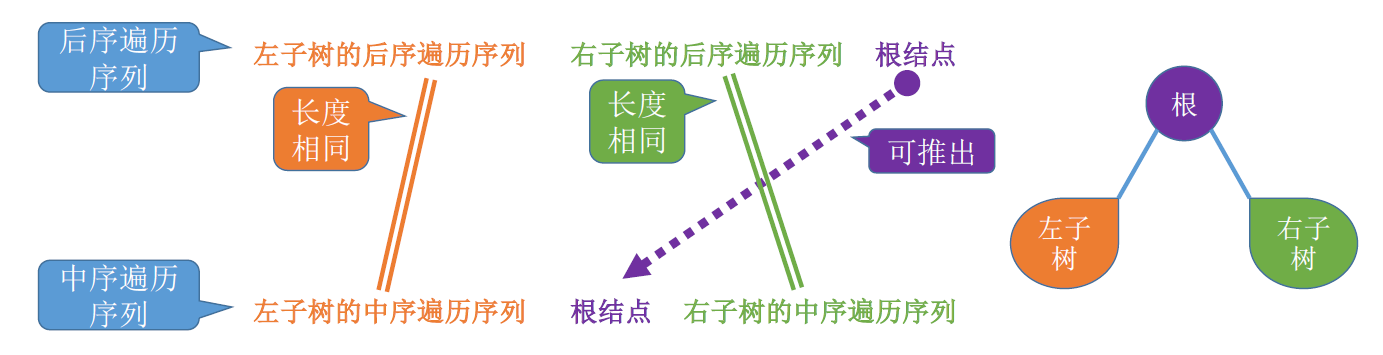 后序遍历
序列
左子树的后序遍历序列
右子树的后序遍历序列
根结点
长度
相同
长度
相同
可推出
根
左子
树
右子
树
中序遍历
序列
左子树的中序遍历序列
根结点
右子树的中序遍历序列